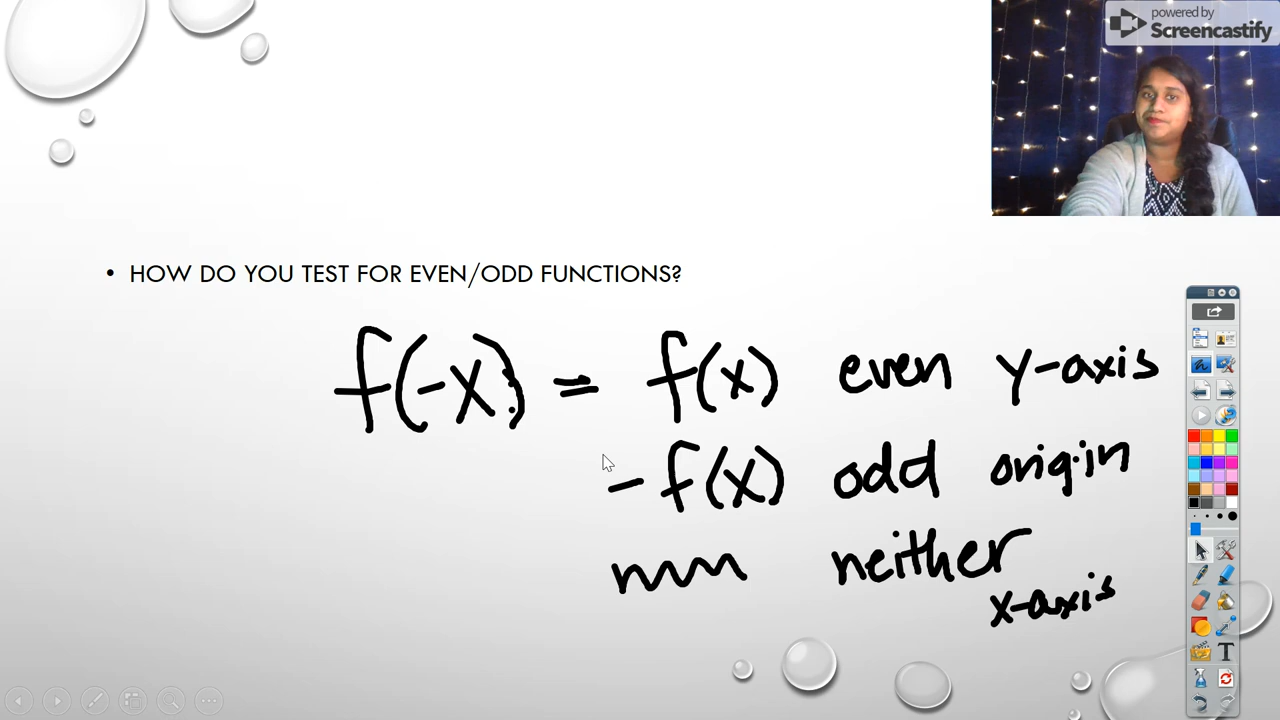 powered by
Screencastify
• HOW DO YOU TEST FOR EVEN/ODD FUNCTIONS?
f(-x) = f(x) even y-axis
-f(x) odd origin
neither
x-axis
T